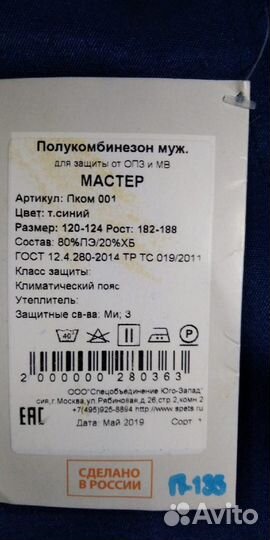 Полукомбинезон муж.
для защиты от ОПЗ и МВ
МАСТЕР
Артикул: Пком 001
Цвет: т.синий
Размер: 120-124 Рост: 182-188
Состав: 80%ПЭ/20%ХБ
ГОСТ 12.4.280-2014 ТР ТС 019/2011
Класс защиты:
Климатический пояс
Утеплитель:
Защитные св-ва: Ми; З
40
P
2 000000 280363
ООО"Спецобъединение Юго-Запад"
сия, г.Москва, ул. Рябиновая, д.26, стр.2, комн 2
+7(495)926-8894 http://www.spets.ru
EAC
Дата: Май 2019 Сорт 1
СДЕЛАНО
В РОССИИ
П-135
Avito